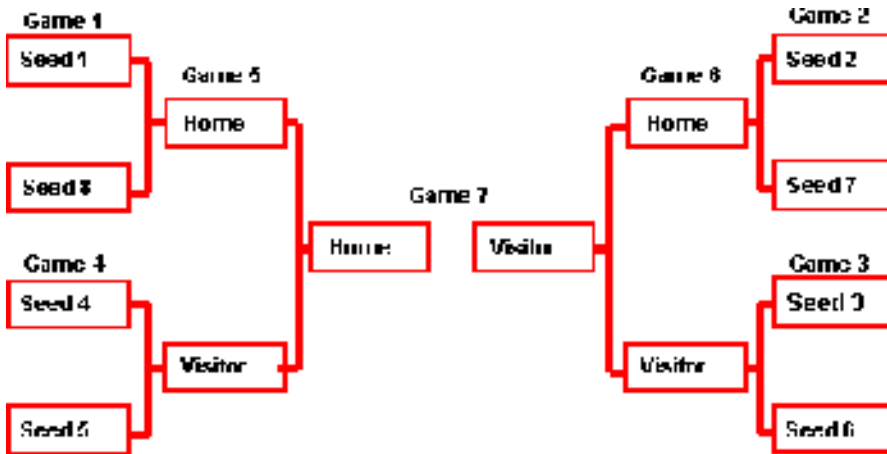 Game 1
Seed 1
Seed 8
Game 5
Home
Game 4
Seed 4
Seed 5
Visitor
Game 7
Home
Visitor
Game 6
Home
Game 2
Seed 2
Seed 7
Game 3
Seed 3
Seed 6
Visitor